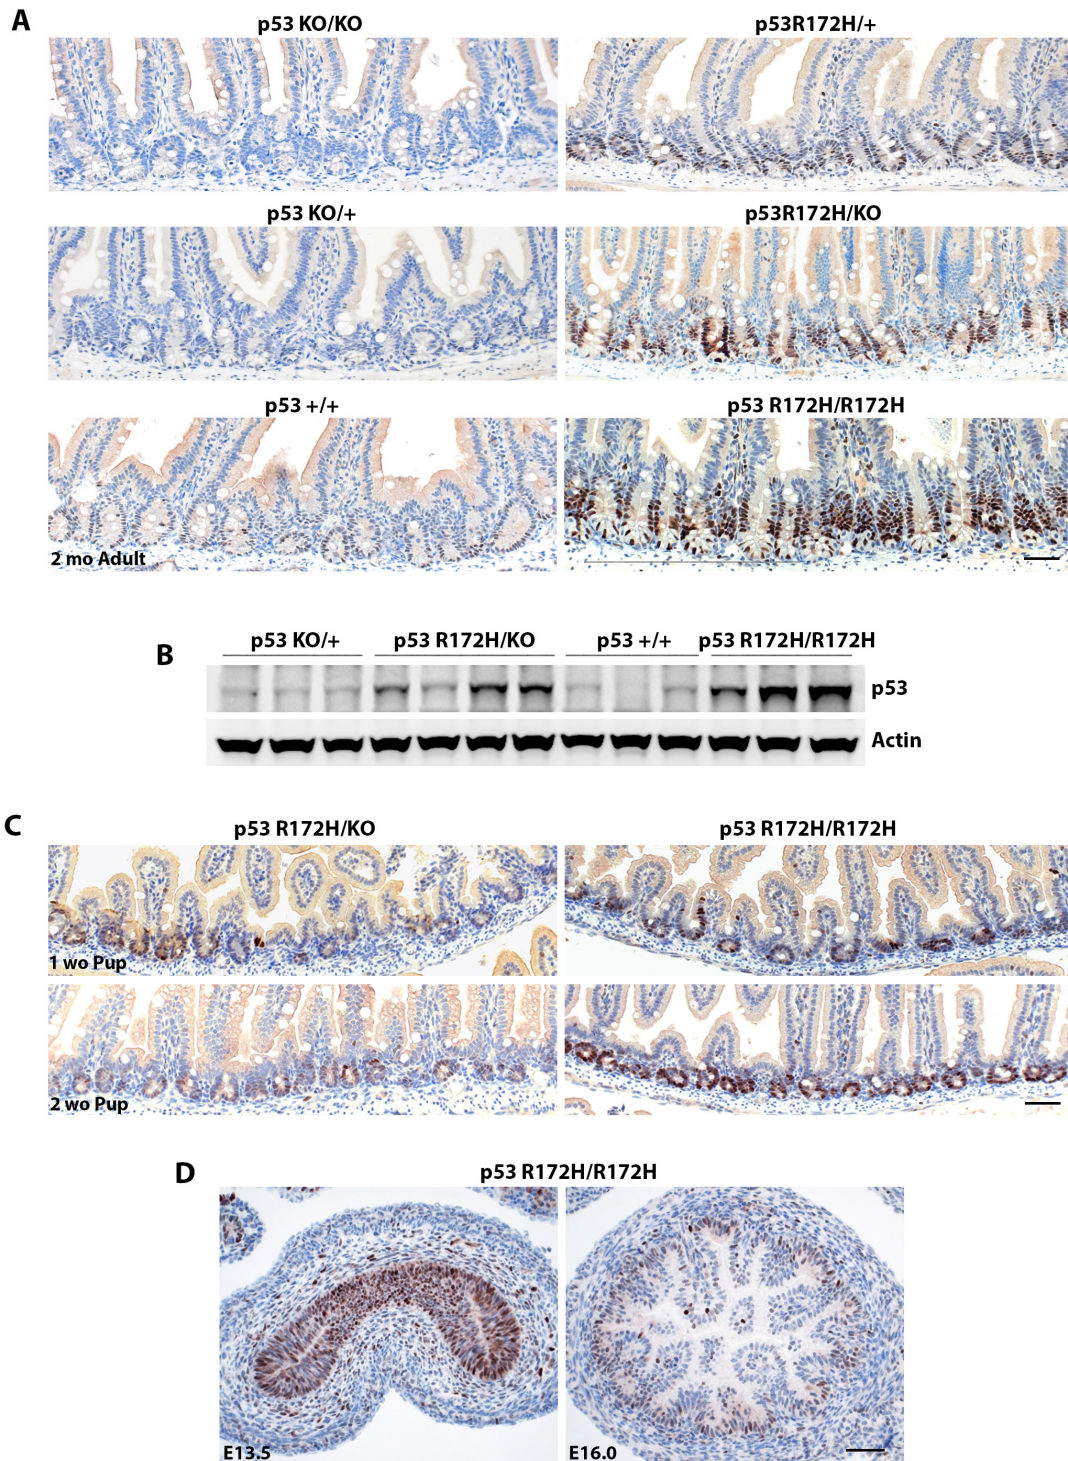 A
p53 KO/KO
p53R172H/+
p53 KO/+
p53R172H/KO
p53 +/+
p53 R172H/R172H
2 mo Adult
B
p53 KO/+ p53 R172H/KO p53 +/+ p53 R172H/R172H
p53
Actin
C
p53 R172H/KO
p53 R172H/R172H
1 wo Pup
2 wo Pup
D
p53 R172H/R172H
E13.5
E16.0